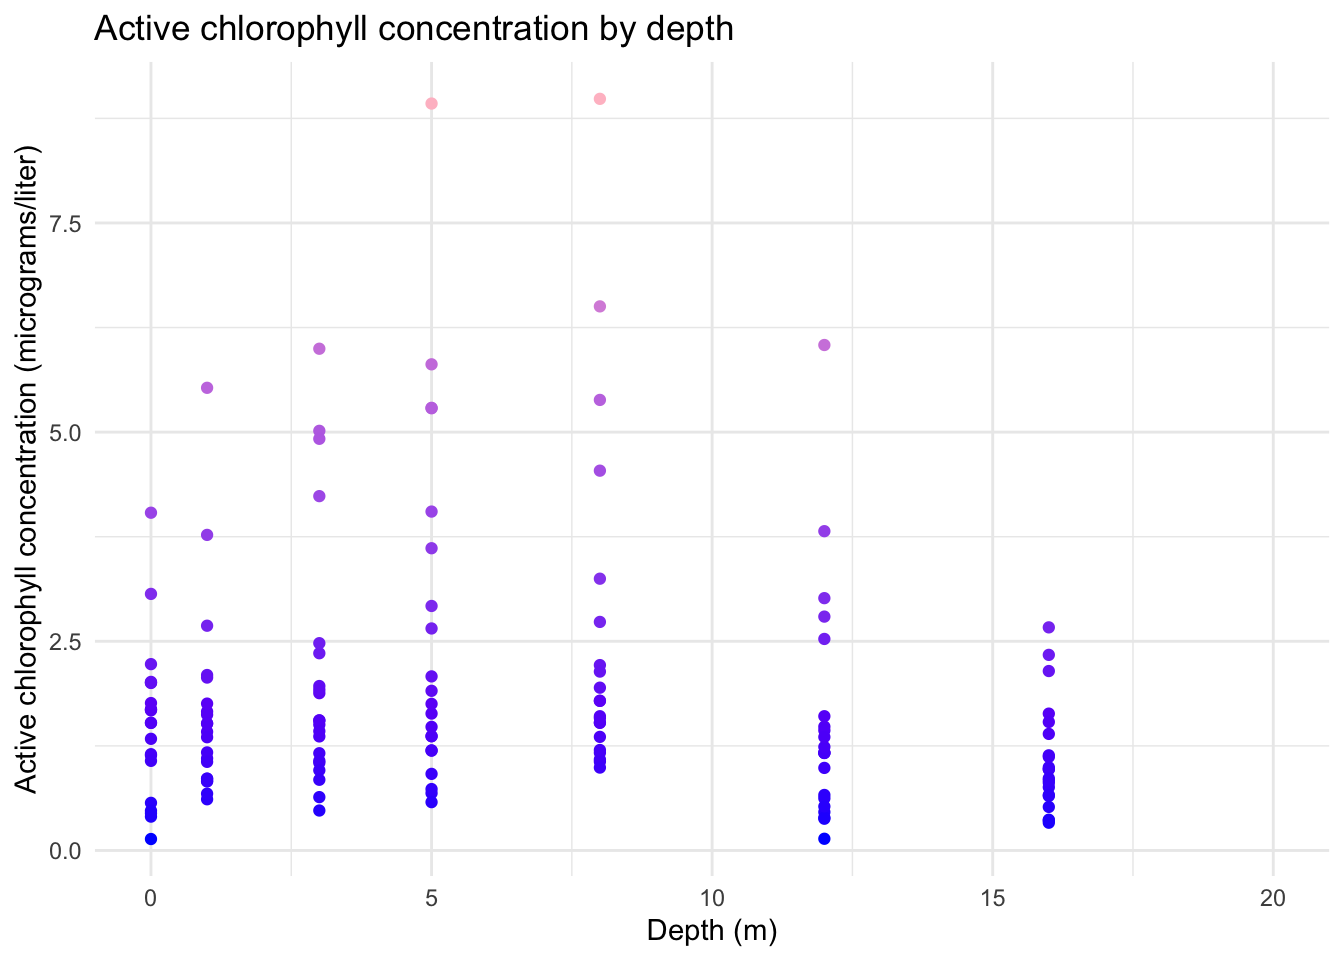 Active chlorophyll concentration by depth
Active chlorophyll concentration (micrograms/liter)
7.5
5.0
2.5
0.0
0 5 10 15 20
Depth (m)